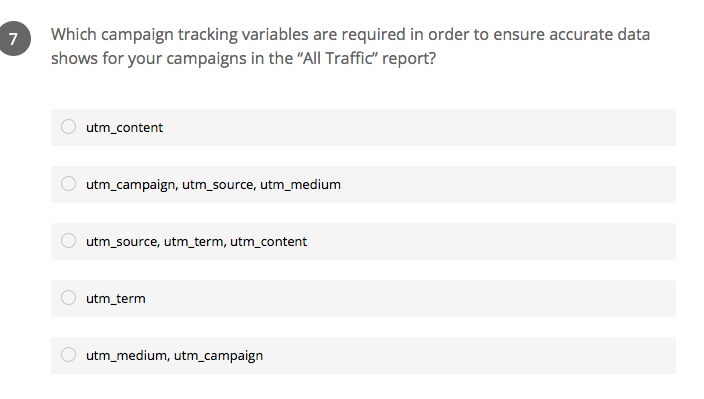 7
Which campaign tracking variables are required in order to ensure accurate data
shows for your campaigns in the “All Traffic” report?
utm_content
utm_campaign, utm_source, utm_medium
utm_source, utm_term, utm_content
utm_term
utm_medium, utm_campaign